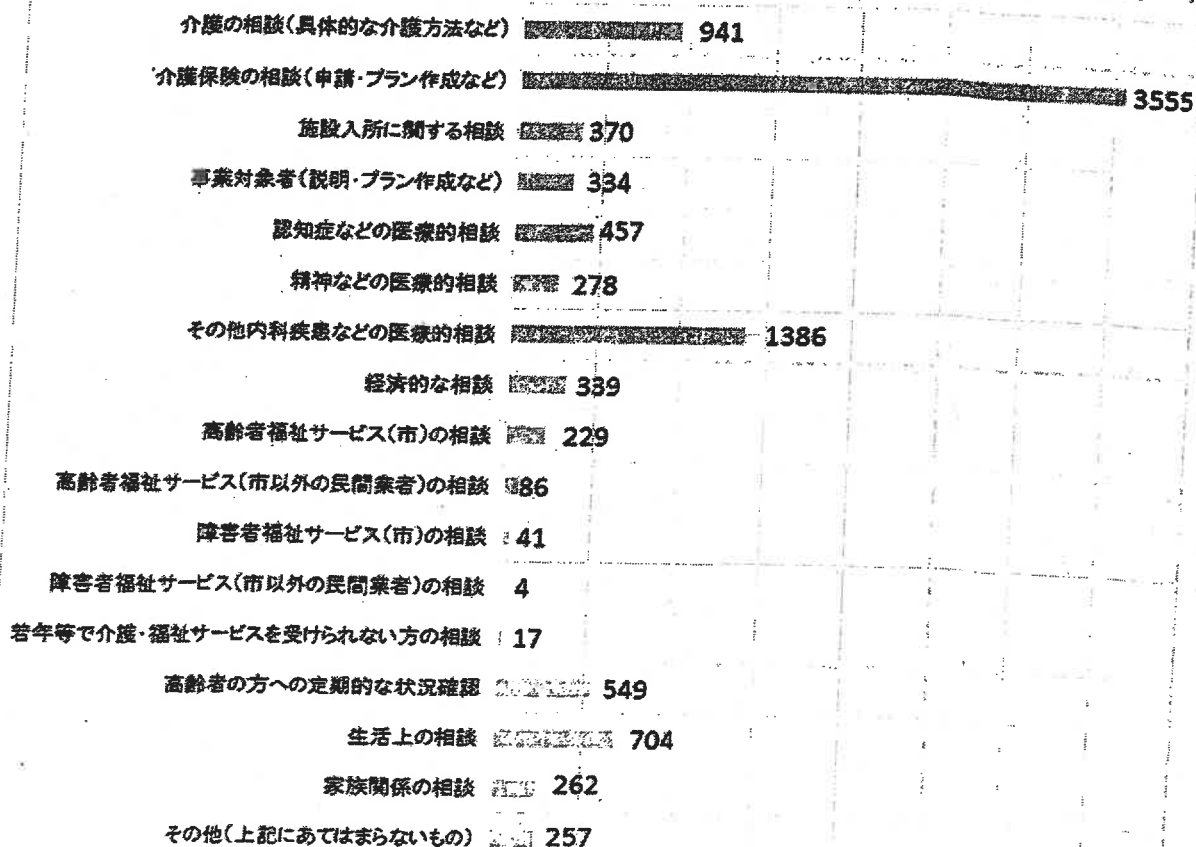 介護の相談(具体的な介護方法など) 941
介護保険の相談(申請・プラン作成など) 3555
施設入所に関する相談 370
事業対象者(説明・プラン作成など) 334
認知症などの医療的相談 457
精神などの医療的相談 278
その他内科疾患などの医療的相談 1386
経済的な相談 339
高齢者福祉サービス(市)の相談 229
高齢者福祉サービス(市以外の民間業者)の相談 86
障害者福祉サービス(市)の相談 41
障害者福祉サービス(市以外の民間業者)の相談 4
若年等で介護・福祉サービスを受けられない方の相談 17
高齢者の方への定期的な状況確認 549
生活上の相談 704
家族関係の相談 262
その他(上記にあてはまらないもの) 257